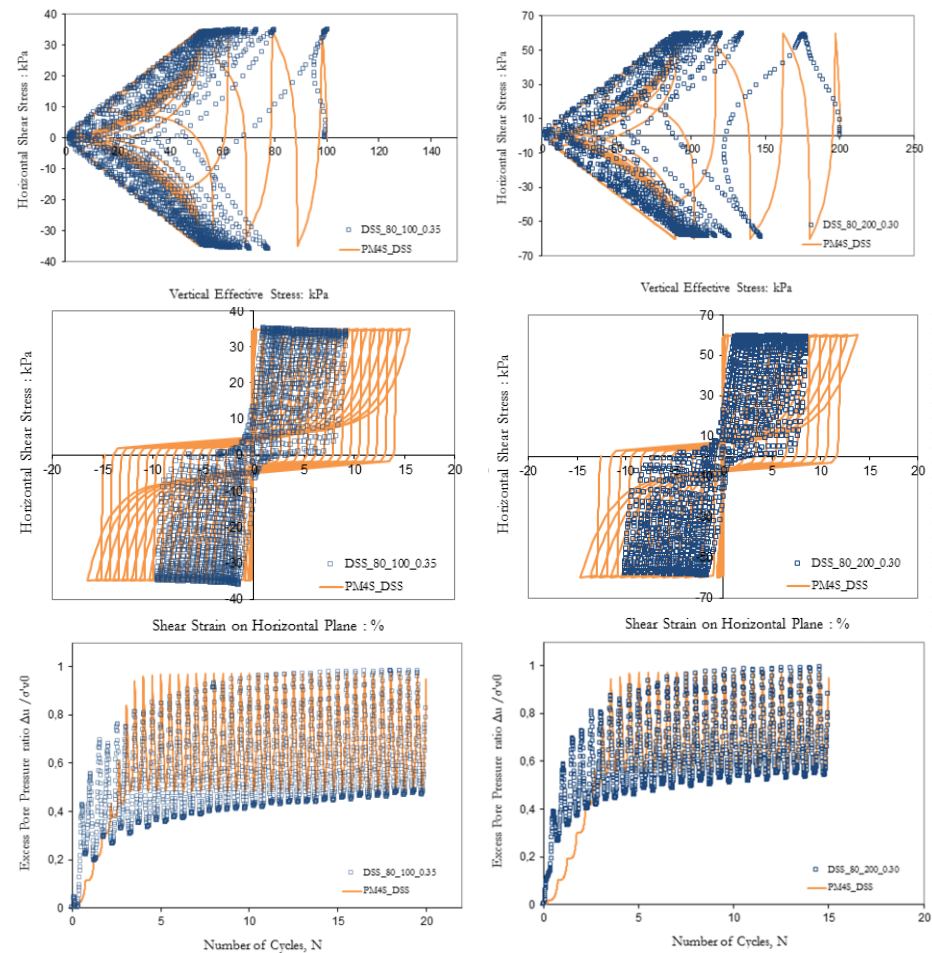 Horizontal Shear Stress : kPa
40
30
20
10
0
-10
-20
-30
-40
0 20 40 60 80 100 120 140
DSS_80_100_0.35
PM4S_DSS
Vertical Effective Stress: kPa
Horizontal Shear Stress : kPa
70
50
30
10
-10
-30
-50
-70
0 50 100 150 200 250
DSS_80_200_0.30
PM4S_DSS
Vertical Effective Stress: kPa
Horizontal Shear Stress : kPa
40
30
20
10
0
-10
-20
-30
-40
-20 -15 -10 -5 0 5 10 15 20
DSS_80_100_0.35
PM4S_DSS
Shear Strain on Horizontal Plane : %
Horizontal Shear Stress : kPa
70
50
30
10
-10
-30
-50
-70
-20 -15 -10 -5 0 5 10 15 20
DSS_80_200_0.30
PM4S_DSS
Shear Strain on Horizontal Plane : %
Excess Pore Pressure ratio Δu / σ'v0
1
0,8
0,6
0,4
0,2
0
0 5 10 15 20
DSS_80_100_0.35
PM4S_DSS
Number of Cycles, N
Excess Pore Pressure ratio Δu / σ'v0
1
0,8
0,6
0,4
0,2
0
0 5 10 15 20
DSS_80_200_0.30
PM4S_DSS
Number of Cycles, N